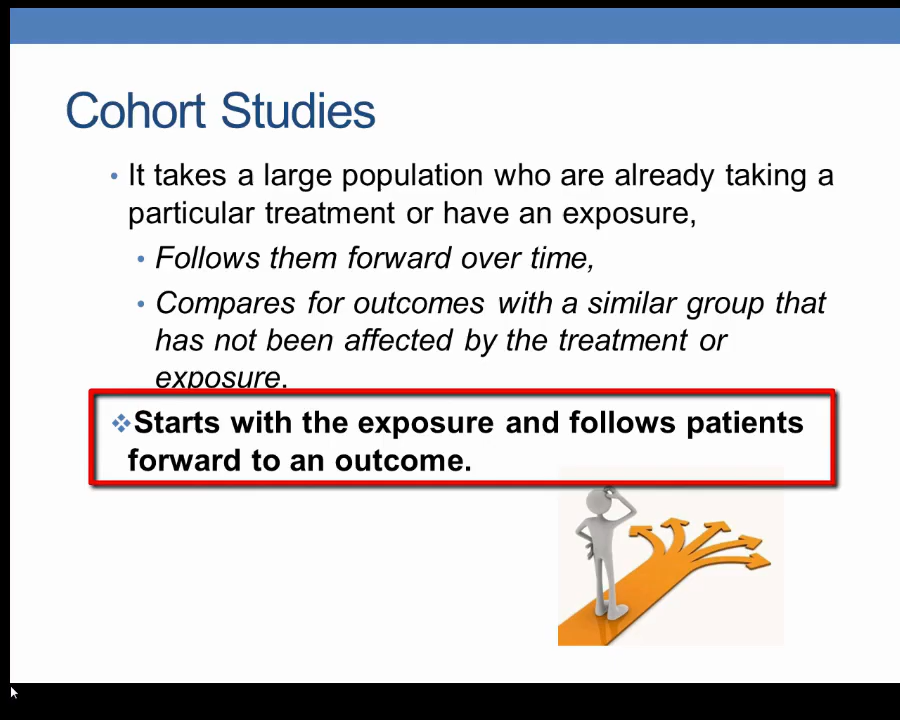 Cohort Studies
• It takes a large population who are already taking a
particular treatment or have an exposure,
• Follows them forward over time,
• Compares for outcomes with a similar group that
has not been affected by the treatment or
exposure.
❖Starts with the exposure and follows patients
forward to an outcome.